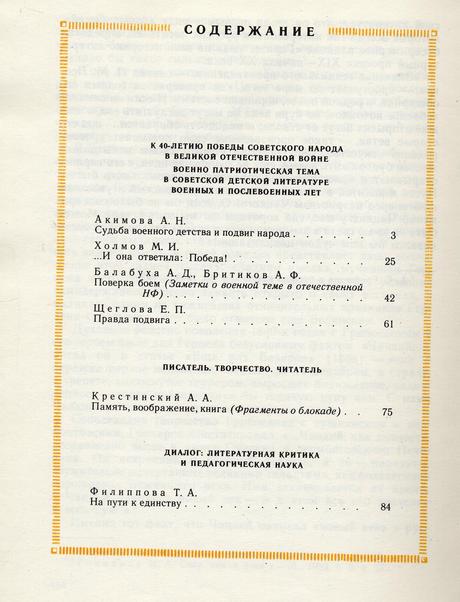 СОДЕРЖАНИЕ
К 40-ЛЕТИЮ ПОБЕДЫ СОВЕТСКОГО НАРОДА
В ВЕЛИКОЙ ОТЕЧЕСТВЕННОЙ ВОЙНЕ
ВОЕННО ПАТРИОТИЧЕСКАЯ ТЕМА
В СОВЕТСКОЙ ДЕТСКОЙ ЛИТЕРАТУРЕ
ВОЕННЫХ И ПОСЛЕВОЕННЫХ ЛЕТ
Акимова А. Н.
Судьба военного детства и подвиг народа . . . . . . 3
Холмов М. И.
...И она ответила: Победа! . . . . . . . . . . . 25
Балабуха А. Д., Бритиков А. Ф.
Поверка боем (Заметки о военной теме в отечественной
НФ) . . . . . . . . . . . . . . . . 42
Щеглова Е. П.
Правда подвига . . . . . . . . . . . . . . 61
ПИСАТЕЛЬ. ТВОРЧЕСТВО. ЧИТАТЕЛЬ
Крестинский А. А.
Память, воображение, книга (Фрагменты о блокаде) . . 75
ДИАЛОГ: ЛИТЕРАТУРНАЯ КРИТИКА
И ПЕДАГОГИЧЕСКАЯ НАУКА
Филиппова Т. А.
На пути к единству . . . . . . . . . . . . . 84